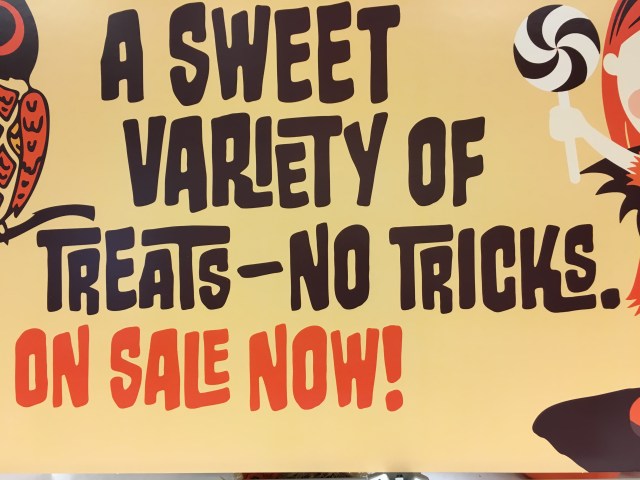 A SWEET
VARIETY OF
TREATS—NO TRICKS.
ON SALE NOW!